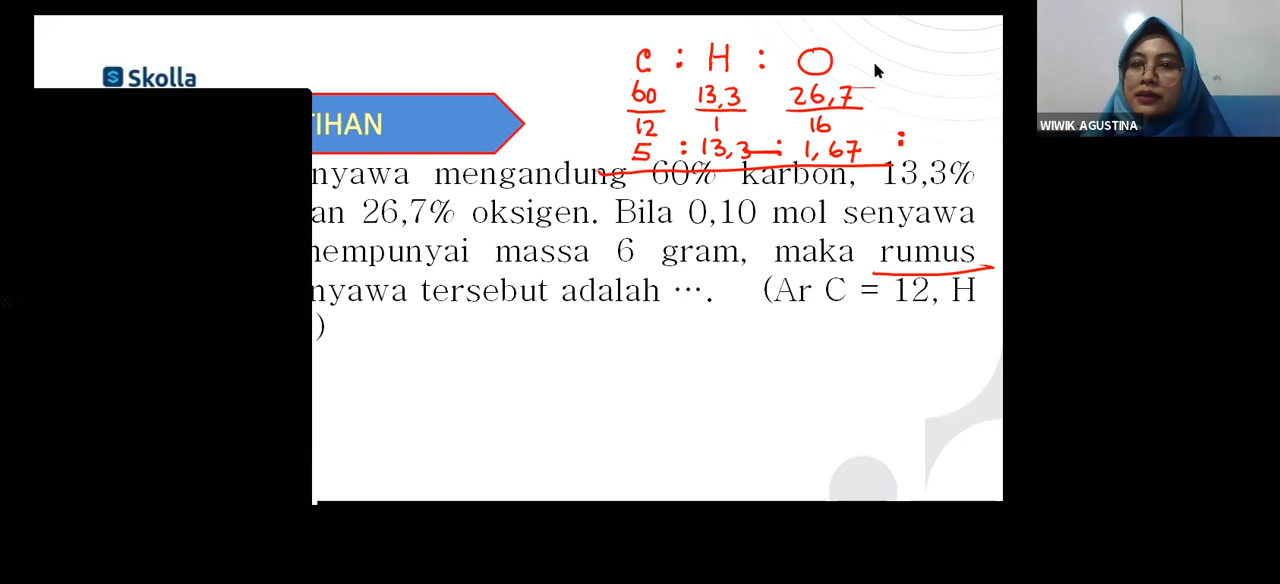 Skolla
TIHAN
C : H : O
60 13,3 26,7
12 1 16
5 : 13,3 : 1,67 :
nyawa mengandung 60% karbon, 13,3%
an 26,7% oksigen. Bila 0,10 mol senyawa
empunyai massa 6 gram, maka rumus
nyawa tersebut adalah .... (Ar C = 12, H
)
WIWIK AGUSTINA